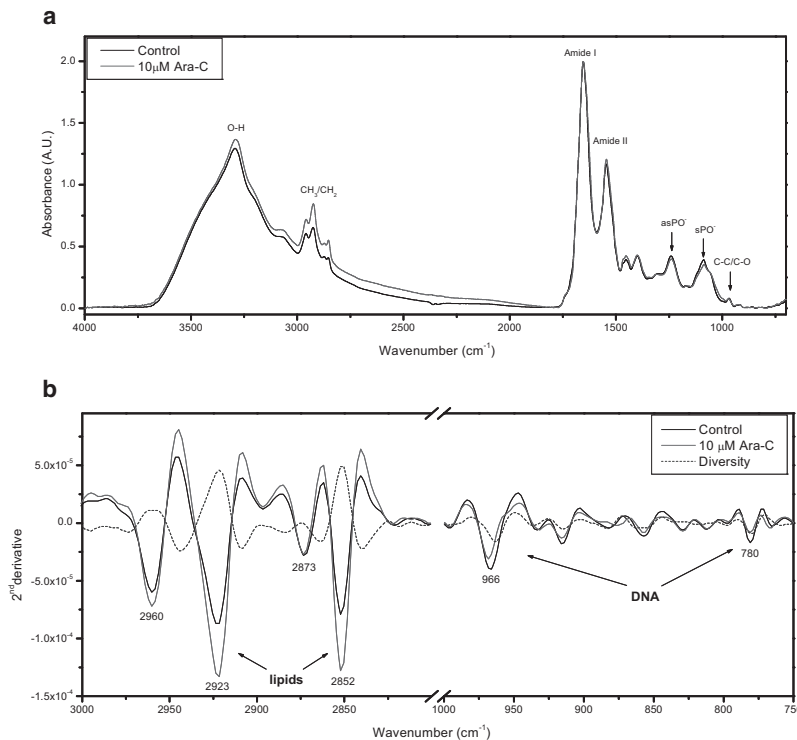 a
Control
10μM Ara-C
2.0
1.5
1.0
0.5
0.0
Absorbance (A.U.)
O-H
CH₃/CH₂
Amide I
Amide II
asPO⁻
sPO⁻
C-C/C-O
4000 3500 3000 2500 2000 1500 1000
Wavenumber (cm⁻¹)
b
Control
10 μM Ara-C
Diversity
5.0x10⁻⁵
0.0
-5.0x10⁻⁵
-1.0x10⁻⁴
-1.5x10⁻⁴
2ⁿᵈ derivative
2960
2923
2873
2852
lipids
966
780
DNA
3000 2950 2900 2850 1000 950 900 850 800 75
Wavenumber (cm⁻¹)